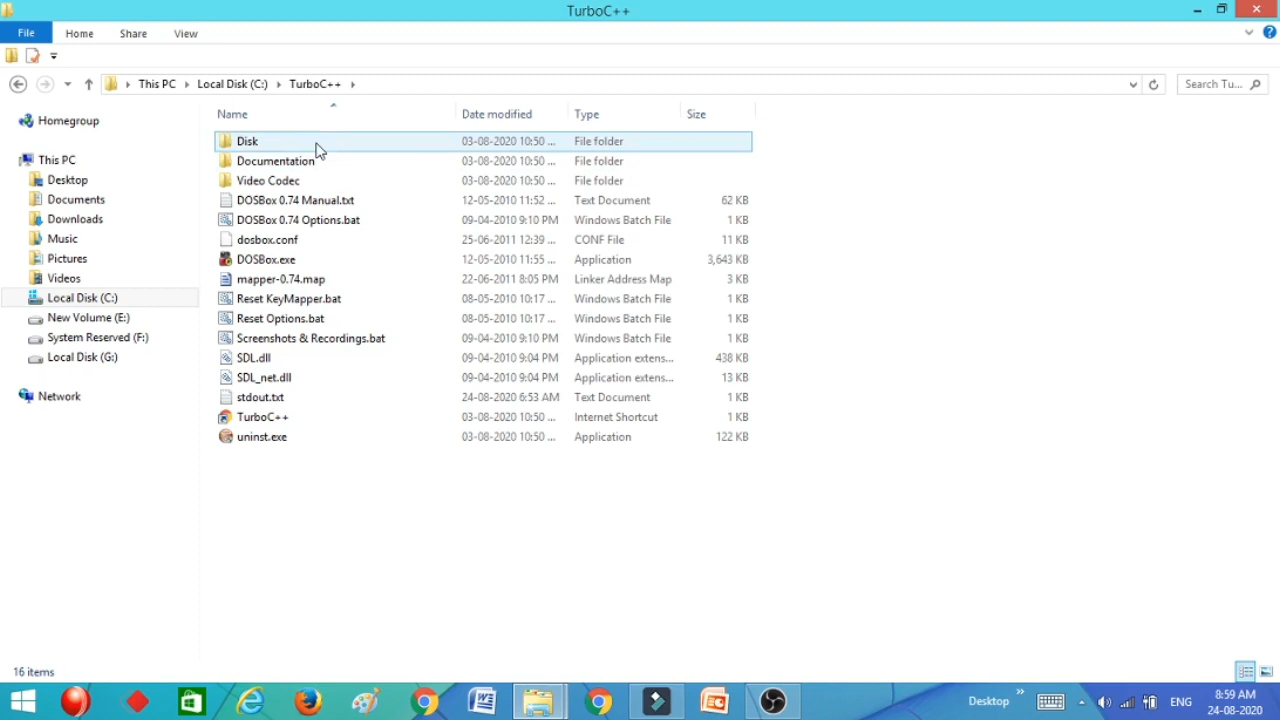 TurboC++
File Home Share View
This PC Local Disk (C:) TurboC++ Search Tu...
Name Date modified Type Size
Homegroup
This PC
Desktop
Documents
Downloads
Music
Pictures
Videos
Local Disk (C:)
New Volume (E:)
System Reserved (F:)
Local Disk (G:)
Network
Disk 03-08-2020 10:50 ... File folder
Documentation 03-08-2020 10:50 ... File folder
Video Codec 03-08-2020 10:50 ... File folder
DOSBox 0.74 Manual.txt 12-05-2010 11:52 ... Text Document 62 KB
DOSBox 0.74 Options.bat 09-04-2010 9:10 PM Windows Batch File 1 KB
dosbox.conf 25-06-2011 12:39 ... CONF File 11 KB
DOSBox.exe 12-05-2010 11:55 ... Application 3,643 KB
mapper-0.74.map 22-06-2011 8:05 PM Linker Address Map 3 KB
Reset KeyMapper.bat 08-05-2010 10:17 ... Windows Batch File 1 KB
Reset Options.bat 08-05-2010 10:17 ... Windows Batch File 1 KB
Screenshots & Recordings.bat 09-04-2010 9:10 PM Windows Batch File 1 KB
SDL.dll 09-04-2010 9:04 PM Application extens... 438 KB
SDL_net.dll 09-04-2010 9:04 PM Application extens... 13 KB
stdout.txt 24-08-2020 6:53 AM Text Document 1 KB
TurboC++ 03-08-2020 10:50 ... Internet Shortcut 1 KB
uninst.exe 03-08-2020 10:50 ... Application 122 KB
16 items
Desktop ENG 8:59 AM
24-08-2020